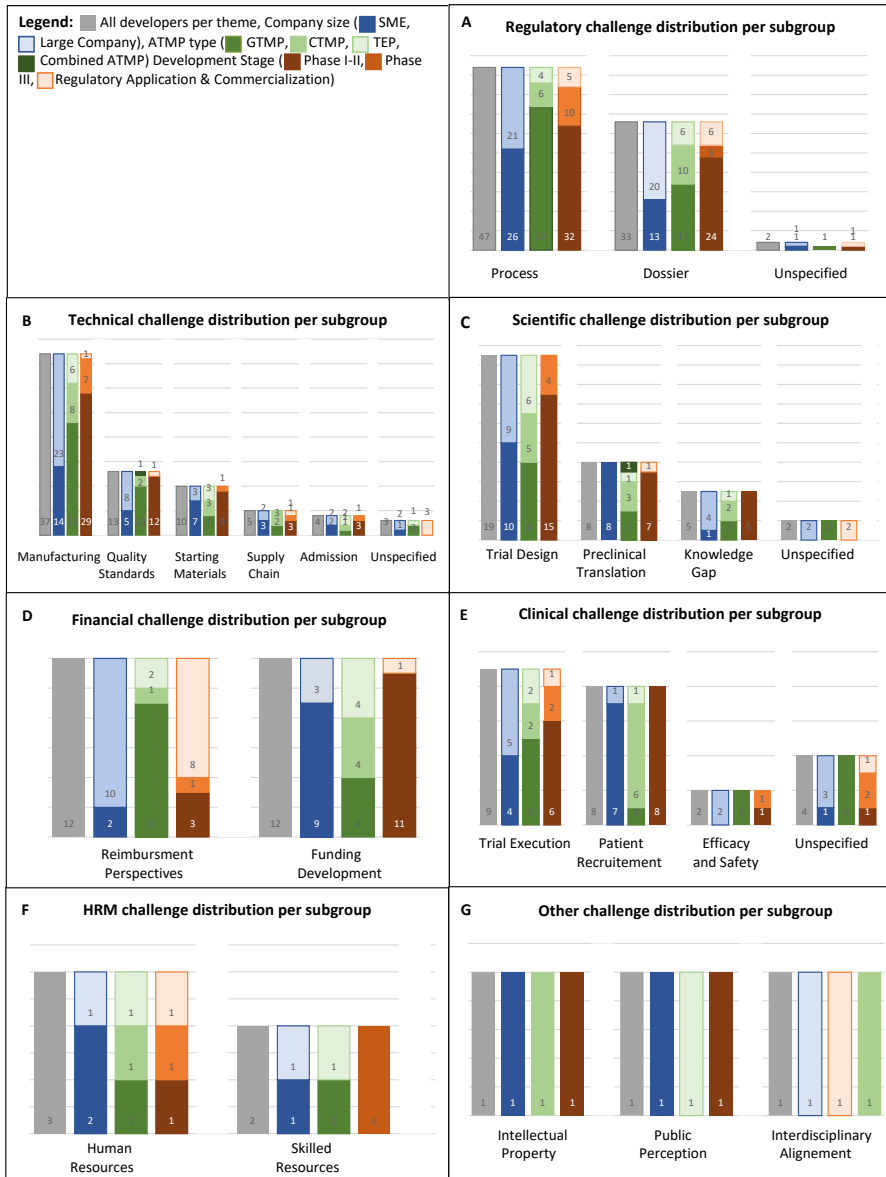 Legend: All developers per theme, Company size ( SME,
Large Company), ATMP type ( GTMP, CTMP, TEP,
Combined ATMP) Development Stage ( Phase I-II, Phase
III, Regulatory Application & Commercialization)
A Regulatory challenge distribution per subgroup
4 5
6
10
21
47 26 32
6 6
20 10
33 13 24
1
2 1 1 1
Process Dossier Unspecified
B Technical challenge distribution per subgroup
1
6 7
8
23
37 14 29
1 1
8 2
13 5 12
3 3 1
3
10 7
2 3 1
5 3 2 3
2 2 1
4 2 1 3
2 1 3
3 1 2
Manufacturing Quality Standards Starting Materials Supply Chain Admission Unspecified
C Scientific challenge distribution per subgroup
4
6
9 5
19 10 15
1 1
1
3
8 8 7
1
4 2
5 1 5
2 2 2
Trial Design Preclinical Translation Knowledge Gap Unspecified
D Financial challenge distribution per subgroup
2
1
8
10 1
12 2 3
1
3
4
4
12 9 11
Reimbursment Perspectives Funding Development
E Clinical challenge distribution per subgroup
1
2
2 2
5
9 4 6
1 1
6
8 7 8
1
2 2 1
1
3 2
4 1 1
Trial Execution Patient Recruitement Efficacy and Safety Unspecified
F HRM challenge distribution per subgroup
1 1 1
1 1
3 2 1
1 1
2 1 2
Human Resources Skilled Resources
G Other challenge distribution per subgroup
1 1 1 1
1 1 1 1
1 1 1 1
Intellectual Property Public Perception Interdisciplinary Alignement